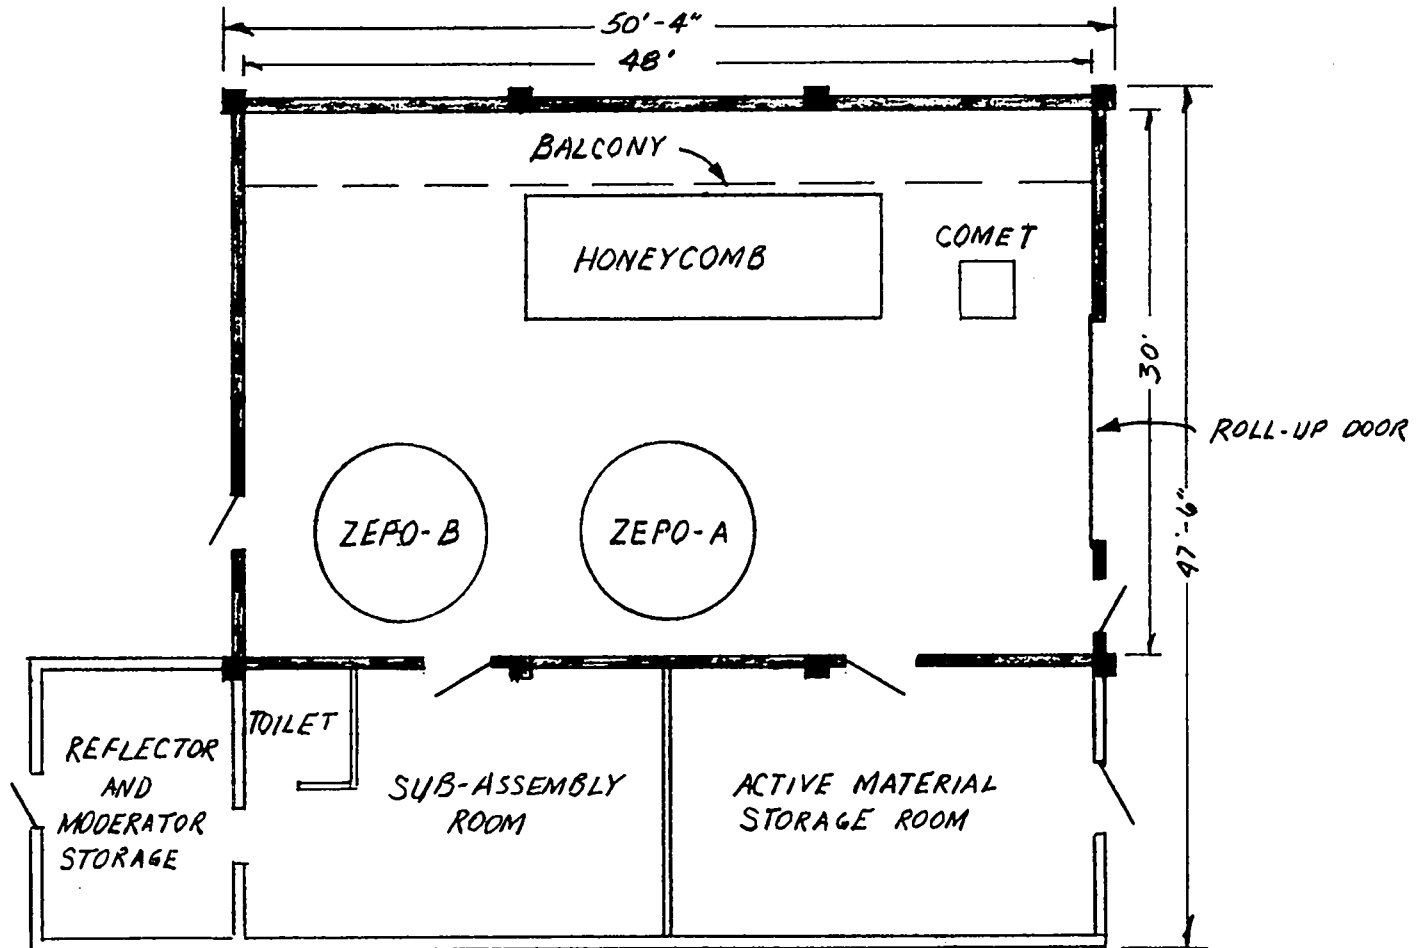 50'-4"
48'
BALCONY
HONEYCOMB
COMET
30'
47'-6"
ROLL-UP DOOR
ZEPO-B
ZEPO-A
TOILET
REFLECTOR
AND
MODERATOR
STORAGE
SUB-ASSEMBLY
ROOM
ACTIVE MATERIAL
STORAGE ROOM